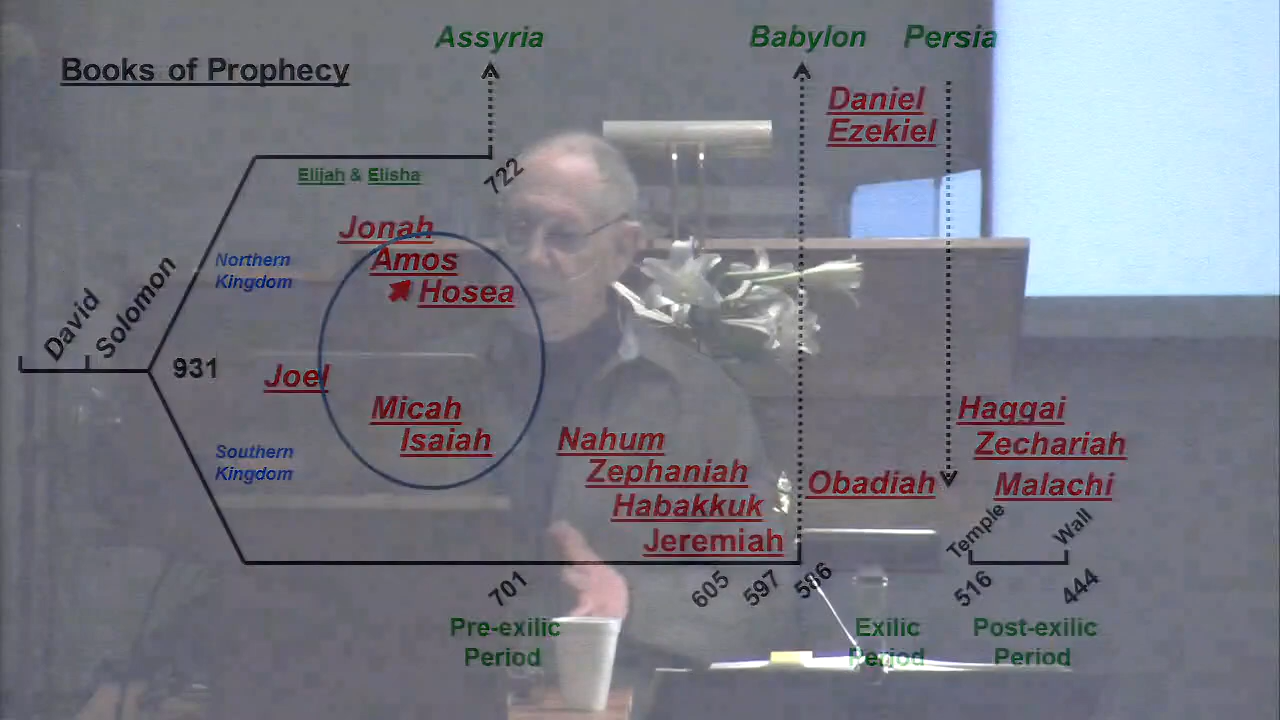 Assyria
Babylon
Persia
Books of Prophecy
Daniel
Ezekiel
Elijah & Elisha
722
Jonah
Northern
Kingdom
Amos
Hosea
David
Solomon
931
Joel
Micah
Isaiah
Southern
Kingdom
Nahum
Zephaniah
Habakkuk
Jeremiah
Obadiah
Haggai
Zechariah
Malachi
Temple
Wall
701
605
597
586
516
444
Pre-exilic
Period
Exilic
Period
Post-exilic
Period